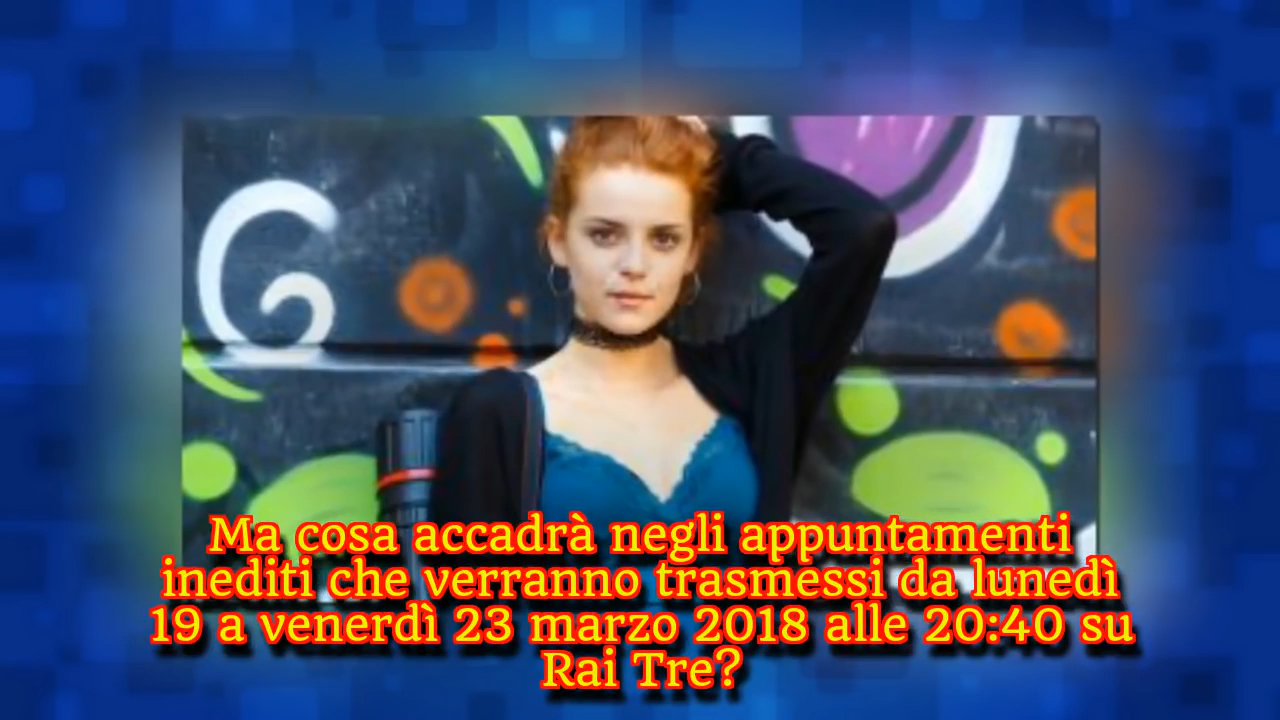 G
Ma cosa accadrà negli appuntamenti
inediti che verranno trasmessi da lunedì
19 a venerdì 23 marzo 2018 alle 20:40 su
Rai Tre?